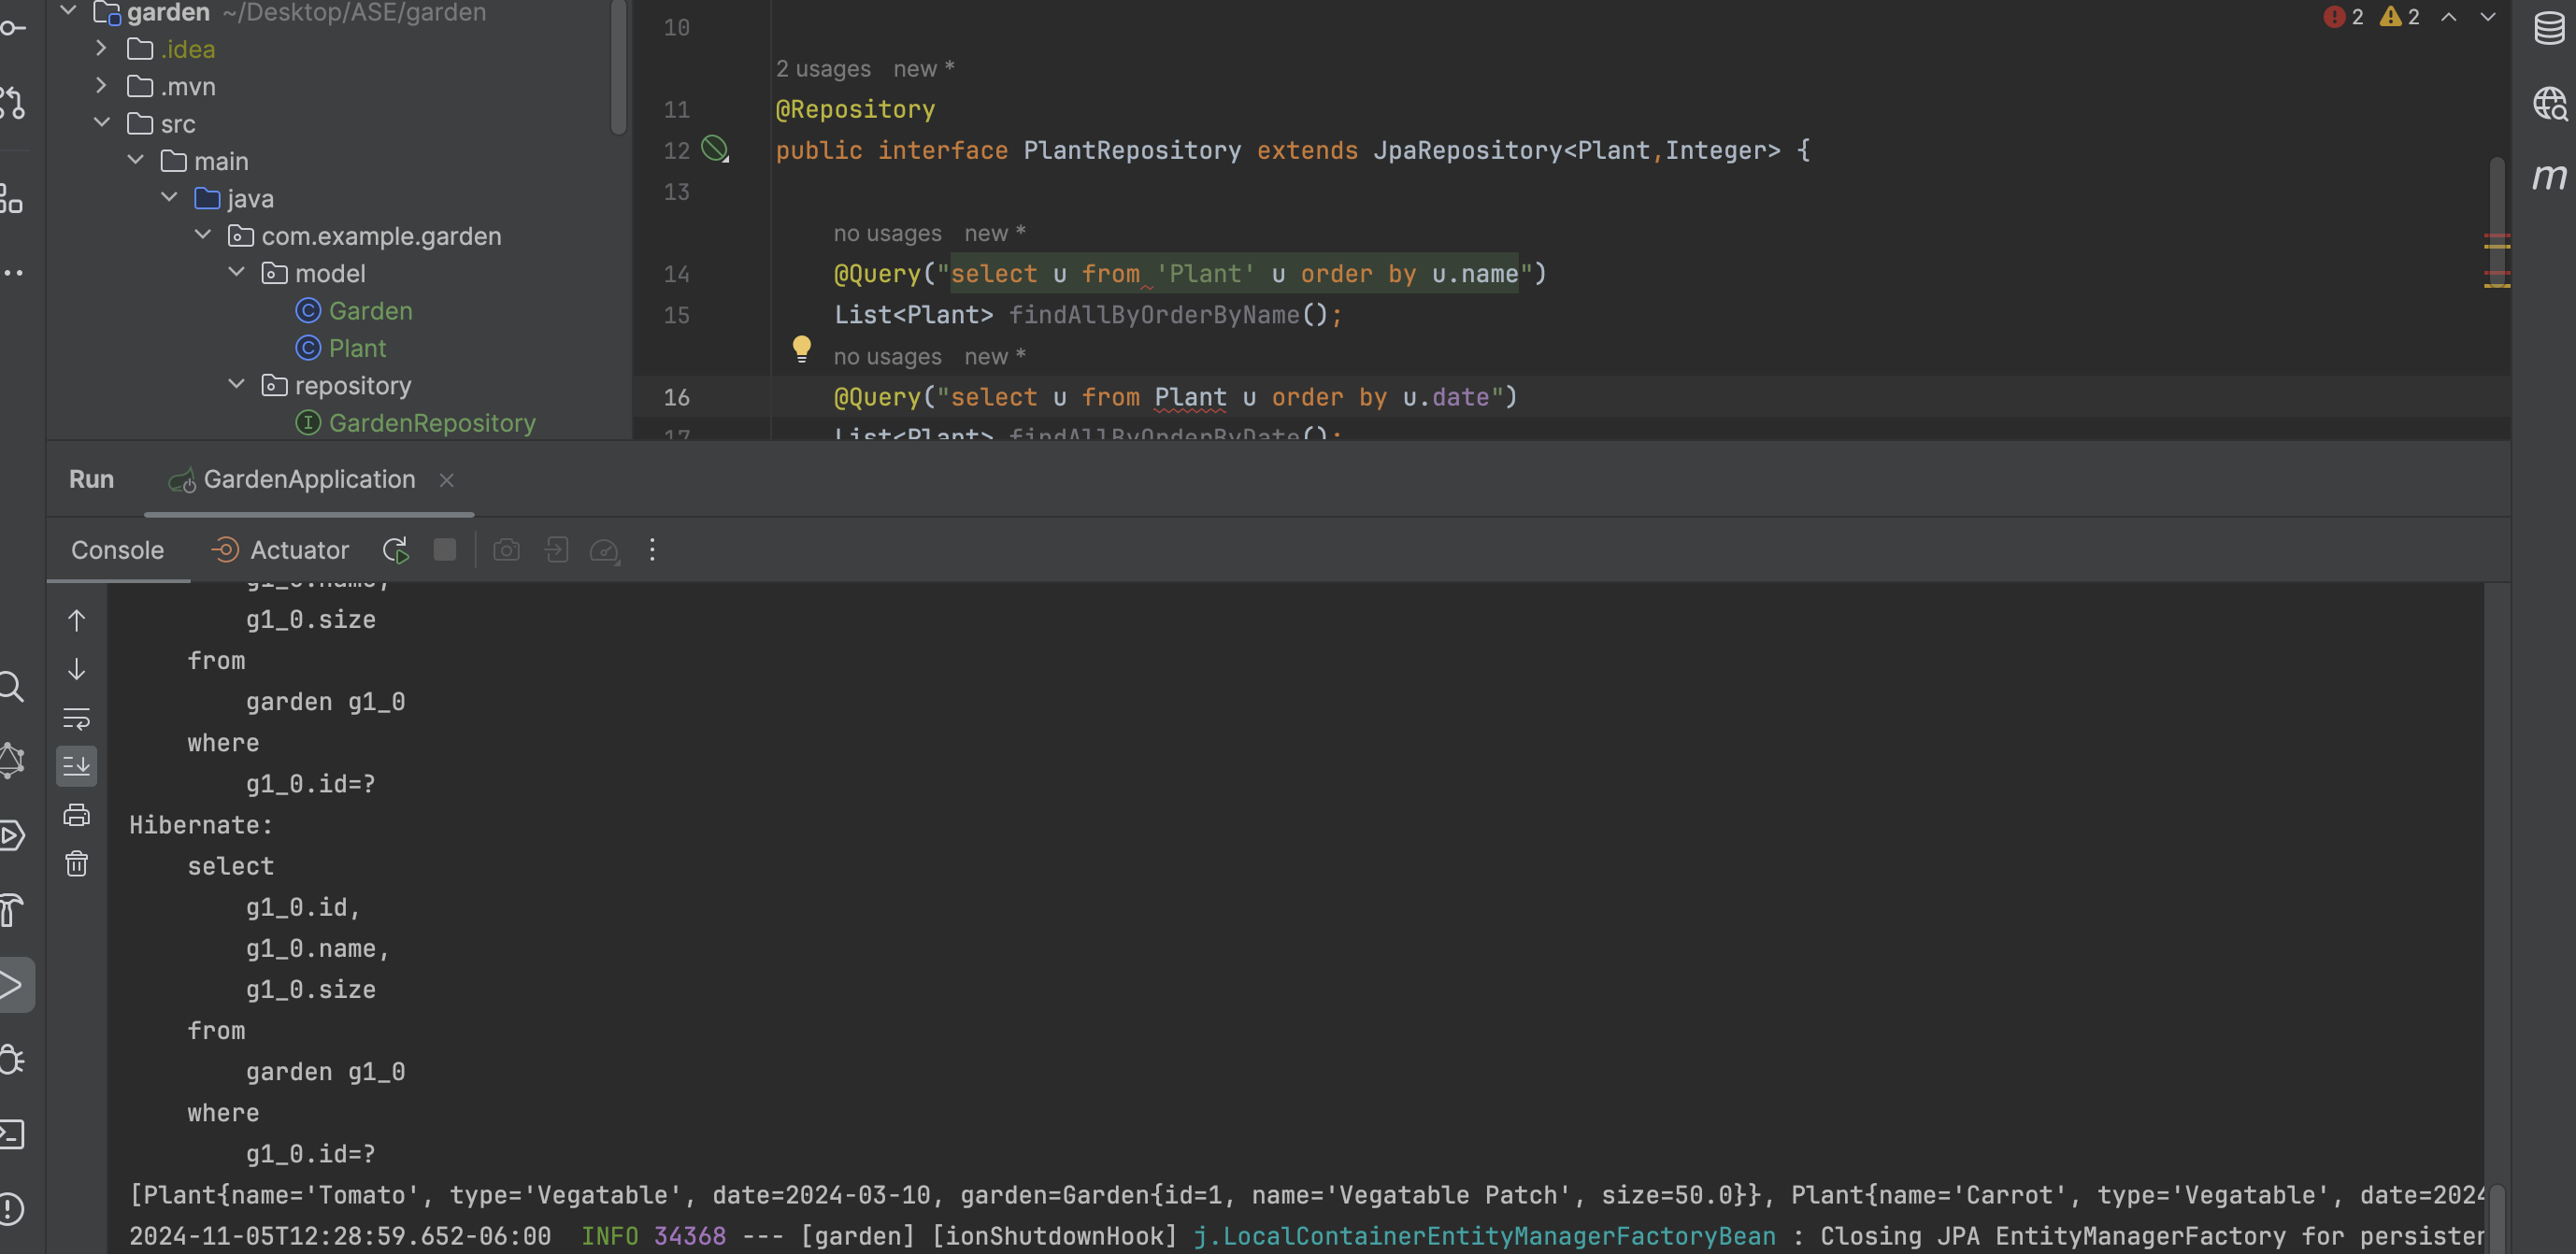 garden ~/Desktop/ASE/garden
.idea
.mvn
src
main
java
com.example.garden
model
Garden
Plant
repository
GardenRepository
2 2
10
2 usages new *
11 @Repository
12 public interface PlantRepository extends JpaRepository<Plant,Integer> {
13
no usages new *
14 @Query("select u from 'Plant' u order by u.name")
15 List<Plant> findAllByOrderByName();
no usages new *
16 @Query("select u from Plant u order by u.date")
17 List<Plant> findAllByOrderByDate();
m
Run GardenApplication
Console Actuator
g1_0.name,
g1_0.size
from
garden g1_0
where
g1_0.id=?
Hibernate:
select
g1_0.id,
g1_0.name,
g1_0.size
from
garden g1_0
where
g1_0.id=?
[Plant{name='Tomato', type='Vegatable', date=2024-03-10, garden=Garden{id=1, name='Vegatable Patch', size=50.0}}, Plant{name='Carrot', type='Vegatable', date=2024
2024-11-05T12:28:59.652-06:00 INFO 34368 --- [garden] [ionShutdownHook] j.LocalContainerEntityManagerFactoryBean : Closing JPA EntityManagerFactory for persister